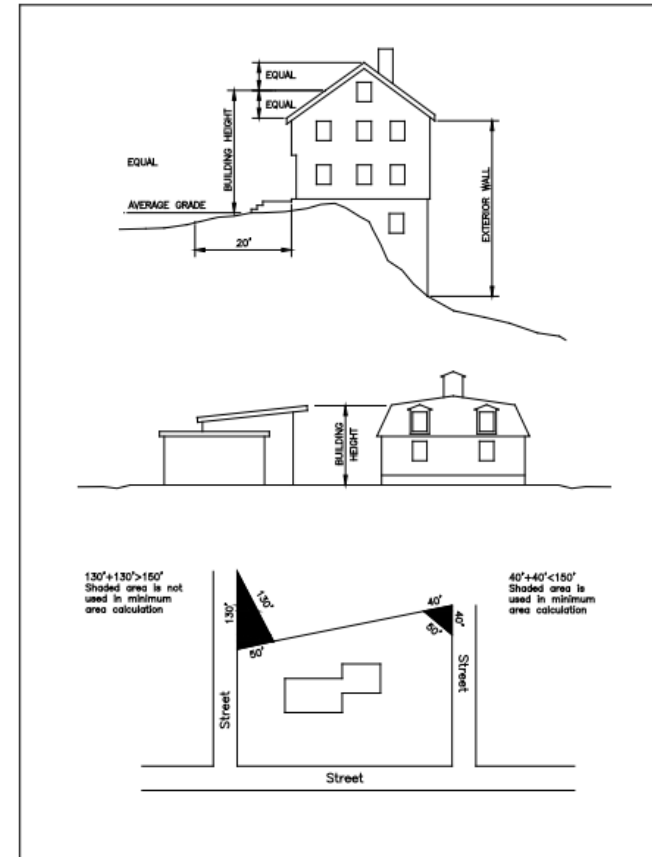 EQUAL
EQUAL
BUILDING HEIGHT
EQUAL
EXTERIOR WALL
AVERAGE GRADE
20'
BUILDING
HEIGHT
130'+130'>150'
Shaded area is not
used in minimum
area calculation
40'+40'<150'
Shaded area is
used in minimum
area calculation
130'
130'
50'
40'
40'
50'
Street
Street
Street